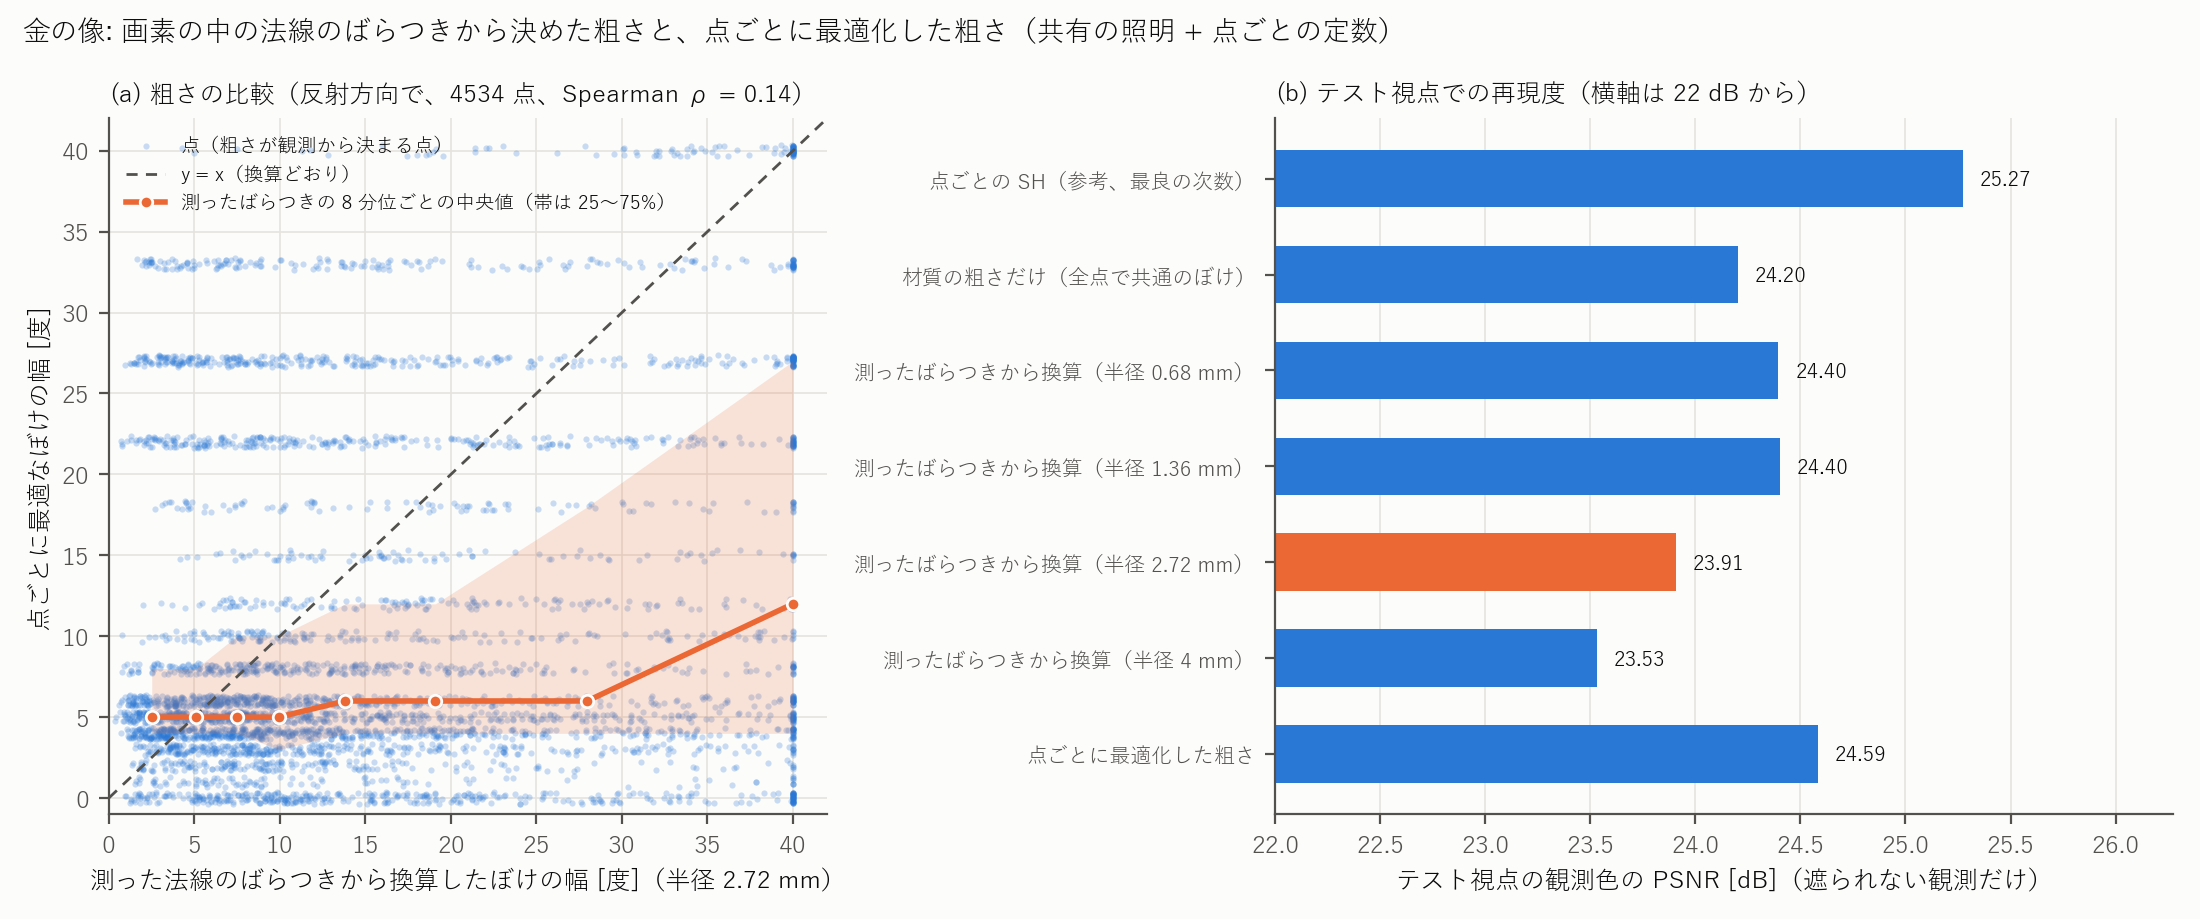 金の像: 画素の中の法線のばらつきから決めた粗さと、点ごとに最適化した粗さ（共有の照明 + 点ごとの定数）
(a) 粗さの比較（反射方向で、4534 点、Spearman ρ = 0.14）
点（粗さが観測から決まる点）
y = x（換算どおり）
測ったばらつきの 8 分位ごとの中央値（帯は 25〜75%）
点ごとに最適なぼけの幅 [度]
40
35
30
25
20
15
10
5
0
0 5 10 15 20 25 30 35 40
測った法線のばらつきから換算したぼけの幅 [度]（半径 2.72 mm）
(b) テスト視点での再現度（横軸は 22 dB から）
点ごとの SH（参考、最良の次数） 25.27
材質の粗さだけ（全点で共通のぼけ） 24.20
測ったばらつきから換算（半径 0.68 mm） 24.40
測ったばらつきから換算（半径 1.36 mm） 24.40
測ったばらつきから換算（半径 2.72 mm） 23.91
測ったばらつきから換算（半径 4 mm） 23.53
点ごとに最適化した粗さ 24.59
22.0 22.5 23.0 23.5 24.0 24.5 25.0 25.5 26.0
テスト視点の観測色の PSNR [dB]（遮られない観測だけ）